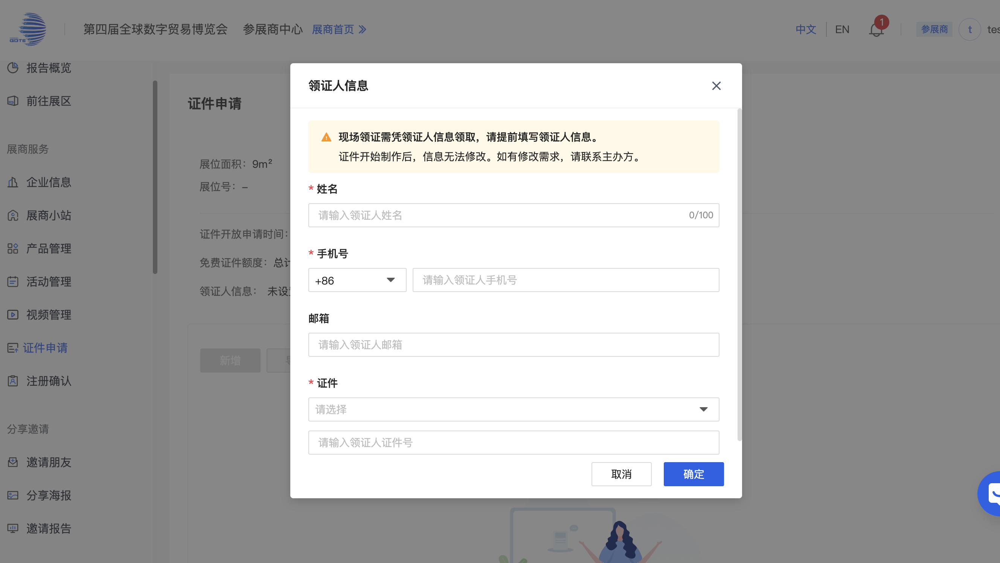 GDTE
第四届全球数字贸易博览会 参展商中心 展商首页
中文 EN 1 参展商 t tes
报告概览
前往展区
展商服务
企业信息
展商小站
产品管理
活动管理
视频管理
证件申请
注册确认
分享邀请
邀请朋友
分享海报
邀请报告
证件申请
展位面积：9m²
展位号：–
证件开放申请时间：
免费证件额度：总计
领证人信息： 未设
新增
领证人信息
现场领证需凭领证人信息领取，请提前填写领证人信息。
证件开始制作后，信息无法修改。如有修改需求，请联系主办方。
* 姓名
请输入领证人姓名 0/100
* 手机号
+86 请输入领证人手机号
邮箱
请输入领证人邮箱
* 证件
请选择
请输入领证人证件号
取消 确定